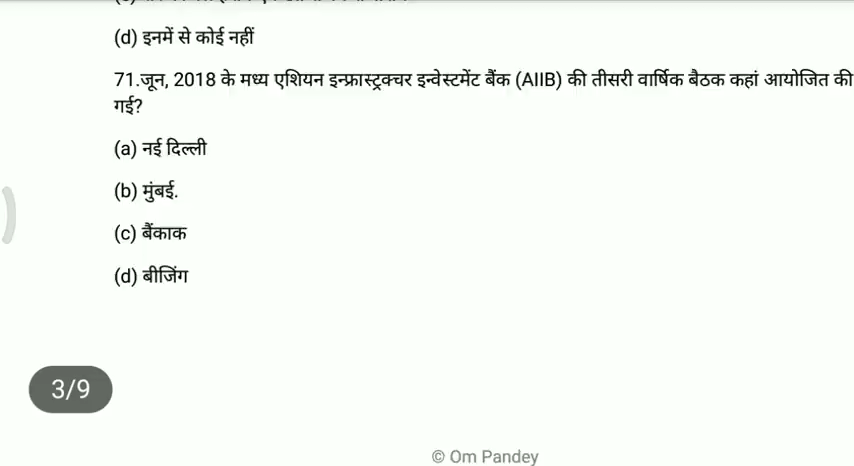 (d) इनमें से कोई नहीं
71.जून, 2018 के मध्य एशियन इन्फ्रास्ट्रक्चर इन्वेस्टमेंट बैंक (AIIB) की तीसरी वार्षिक बैठक कहां आयोजित की
गई?
(a) नई दिल्ली
(b) मुंबई.
(c) बैंकाक
(d) बीजिंग
3/9
© Om Pandey